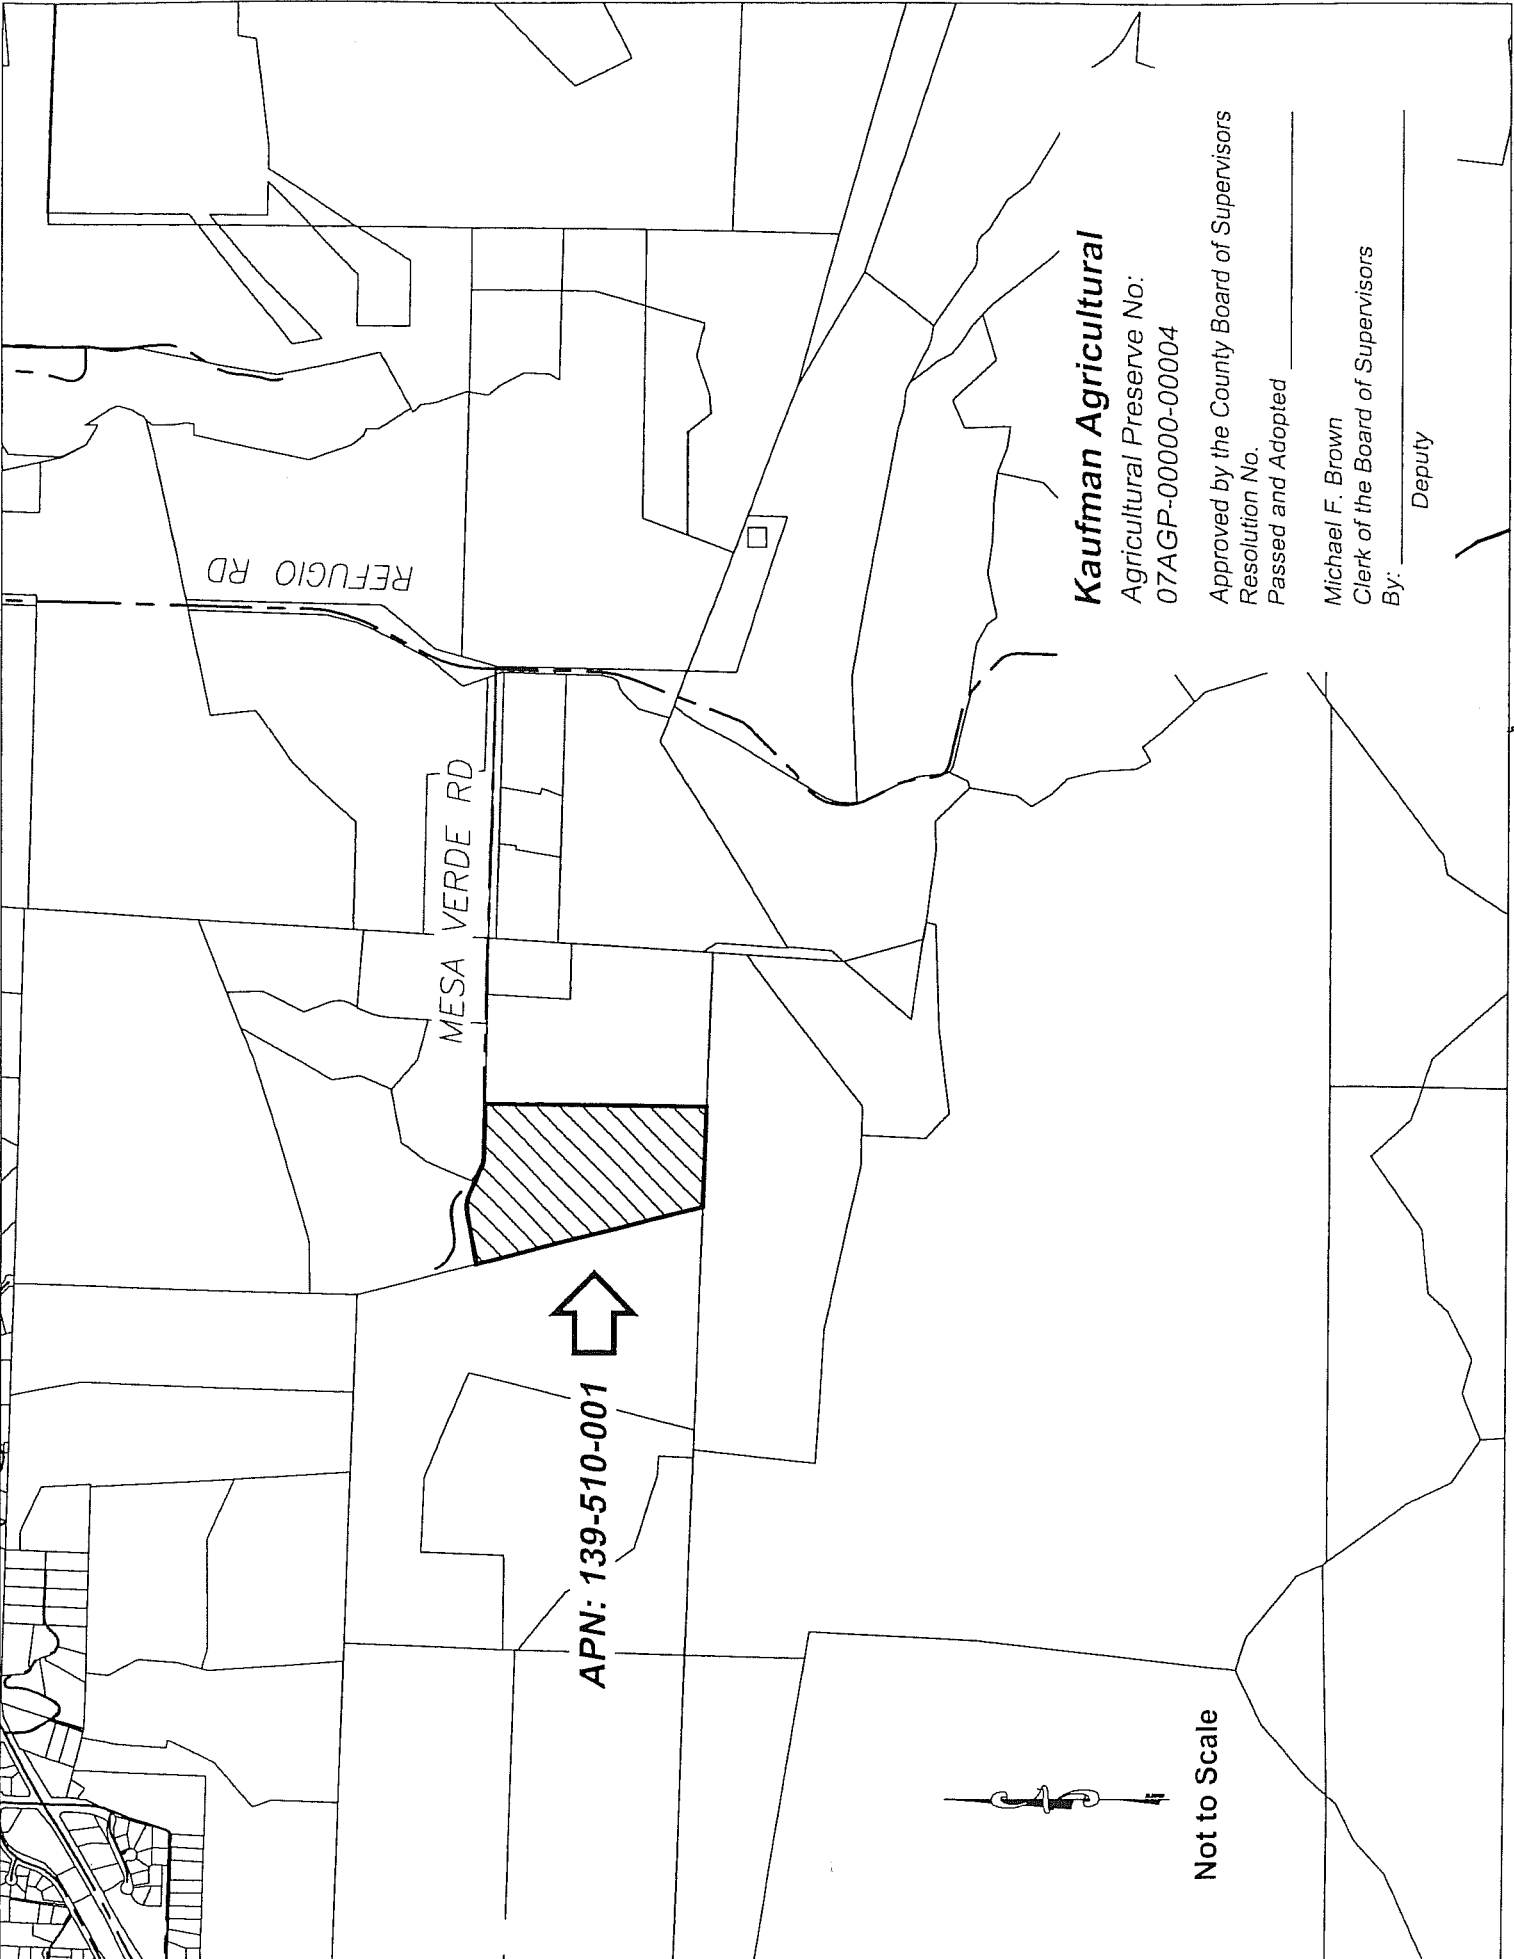 REFUGIO RD
MESA VERDE RD
APN: 139-510-001
Not to Scale
Kaufman Agricultural
Agricultural Preserve No:
07AGP-00000-00004
Approved by the County Board of Supervisors
Resolution No.
Passed and Adopted
Michael F. Brown
Clerk of the Board of Supervisors
By:
Deputy